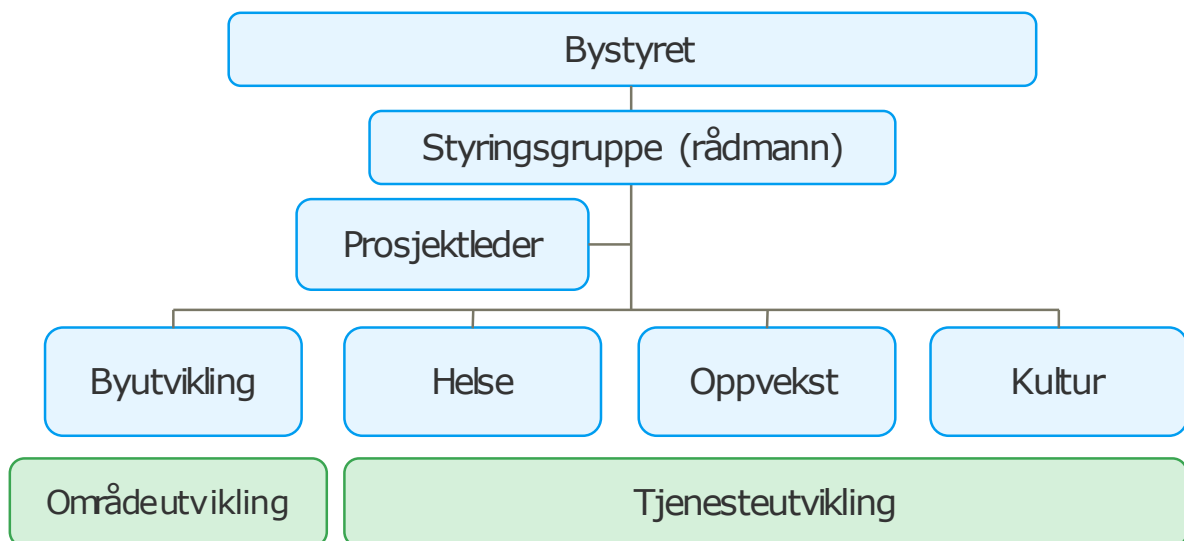 Bystyret
Styringsgruppe (rådmann)
Prosjektleder
Byutvikling
Helse
Oppvekst
Kultur
Områdeutvikling
Tjenesteutvikling